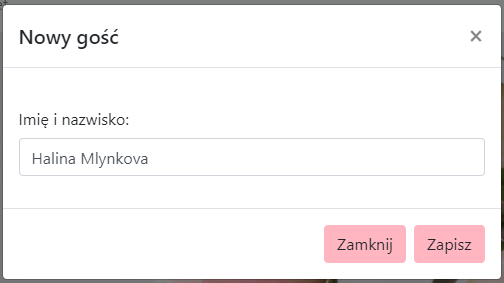 Nowy gość
×
Imię i nazwisko:
Halina Mlynkova
Zamknij Zapisz